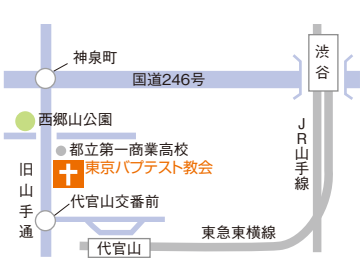 神泉町
渋谷
国道246号
西郷山公園
都立第一商業高校
東京バプテスト教会
JR山手線
旧山手通
代官山交番前
東急東横線
代官山